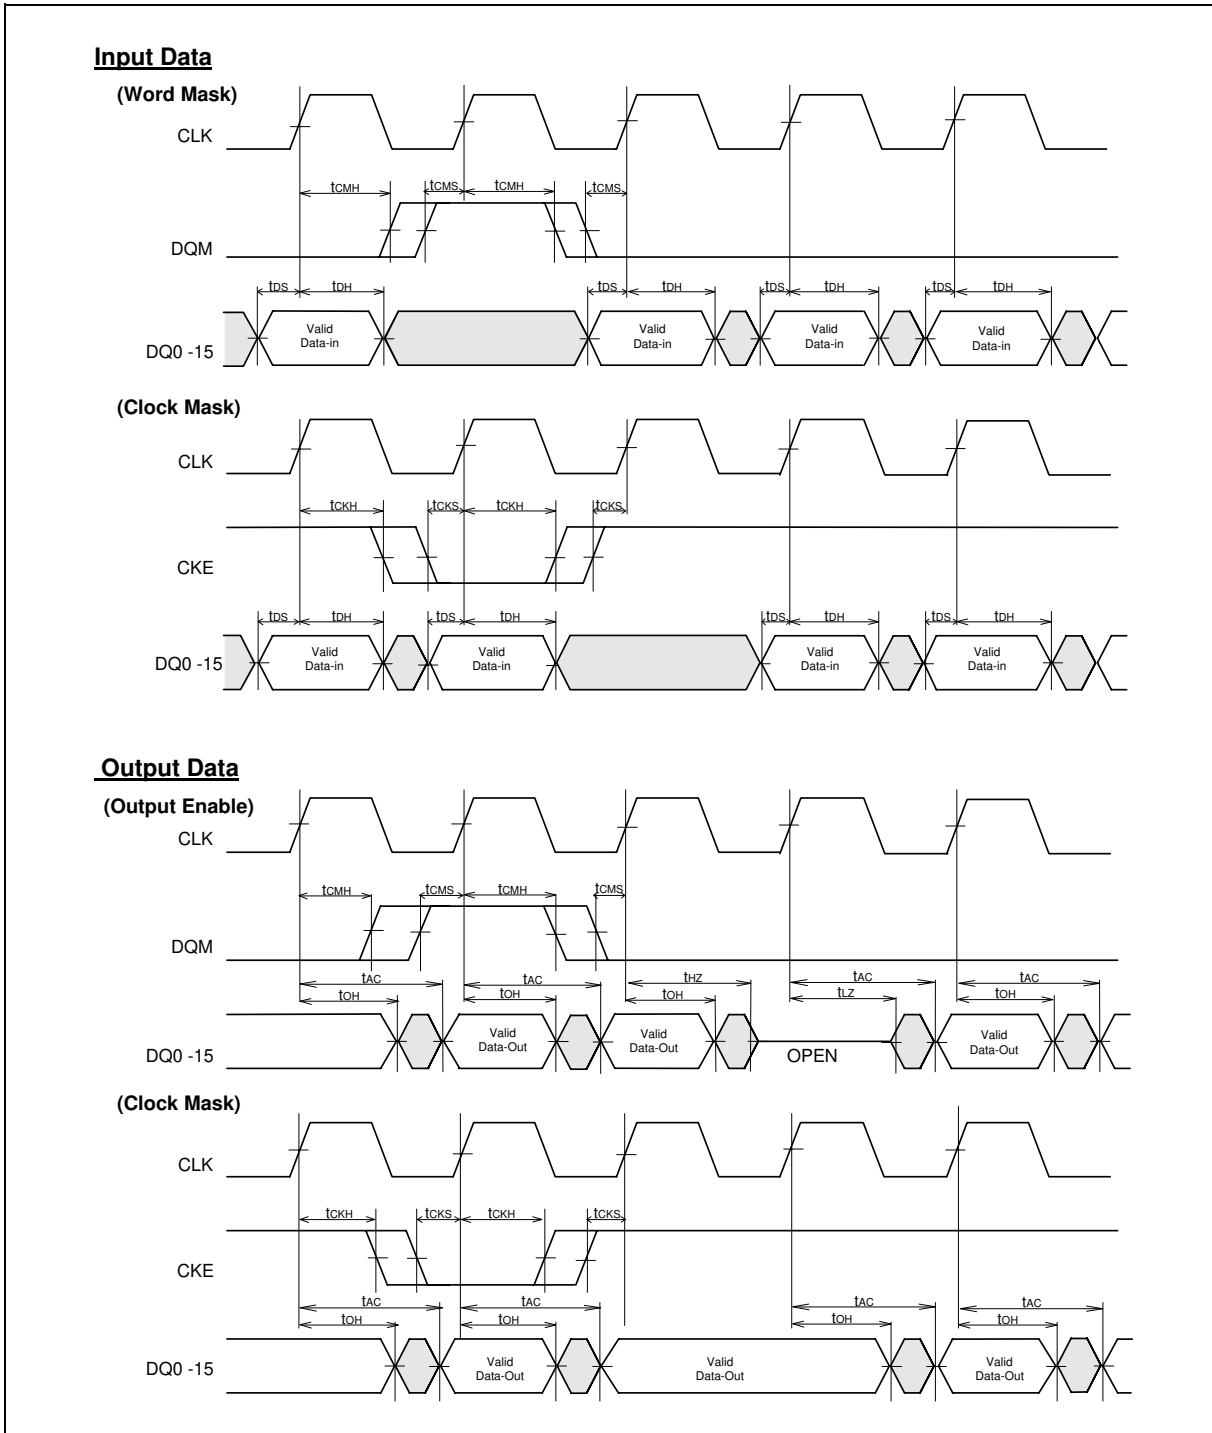 Input Data
(Word Mask)
CLK
tCMH tCMS tCMH tCMS
DQM
tDS tDH tDS tDH tDS tDH tDS tDH
Valid Data-in Valid Data-in Valid Data-in Valid Data-in
DQ0 -15
(Clock Mask)
CLK
tCKH tCKS tCKH tCKS
CKE
tDS tDH tDS tDH tDS tDH tDS tDH
Valid Data-in Valid Data-in Valid Data-in Valid Data-in
DQ0 -15
Output Data
(Output Enable)
CLK
tCMH tCMS tCMH tCMS
DQM
tAC tAC tHZ tAC tAC
tOH tOH tOH tLZ tOH
Valid Data-Out Valid Data-Out Valid Data-Out
DQ0 -15 OPEN
(Clock Mask)
CLK
tCKH tCKS tCKH tCKS
CKE
tAC tAC tAC tAC
tOH tOH tOH tOH
Valid Data-Out Valid Data-Out Valid Data-Out
DQ0 -15